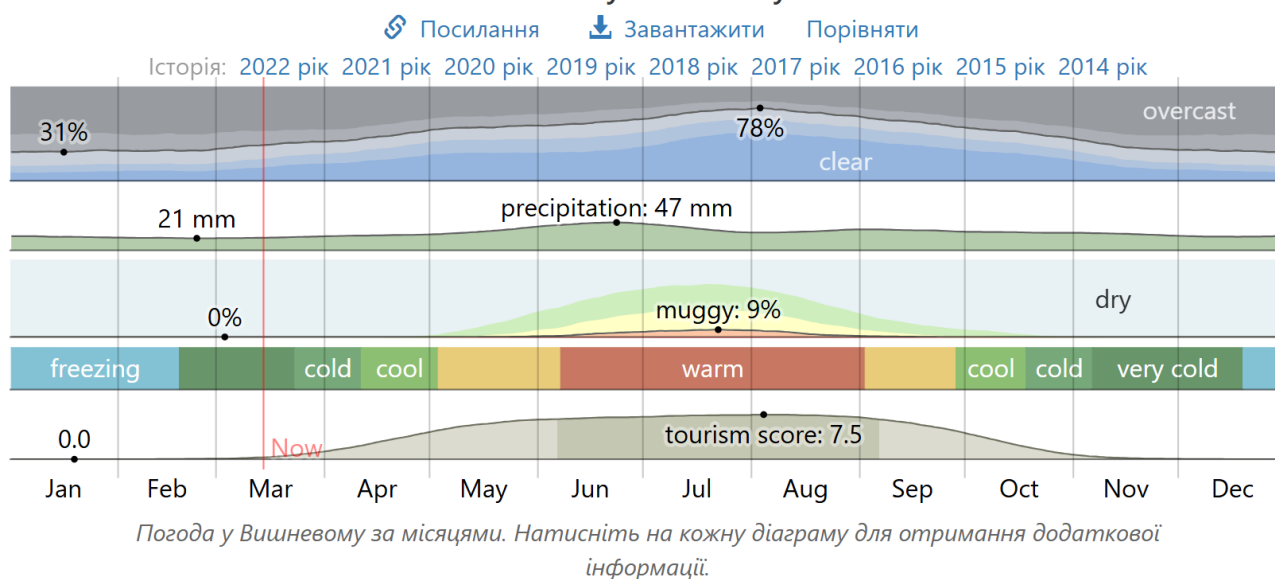 Посилання Завантажити Порівняти
Історія: 2022 рік 2021 рік 2020 рік 2019 рік 2018 рік 2017 рік 2016 рік 2015 рік 2014 рік
overcast
31%
78%
clear
precipitation: 47 mm
21 mm
dry
muggy: 9%
0%
freezing cold cool warm cool cold very cold
0.0
tourism score: 7.5
Now
Jan Feb Mar Apr May Jun Jul Aug Sep Oct Nov Dec
Погода у Вишневому за місяцями. Натисніть на кожну діаграму для отримання додаткової
інформації.